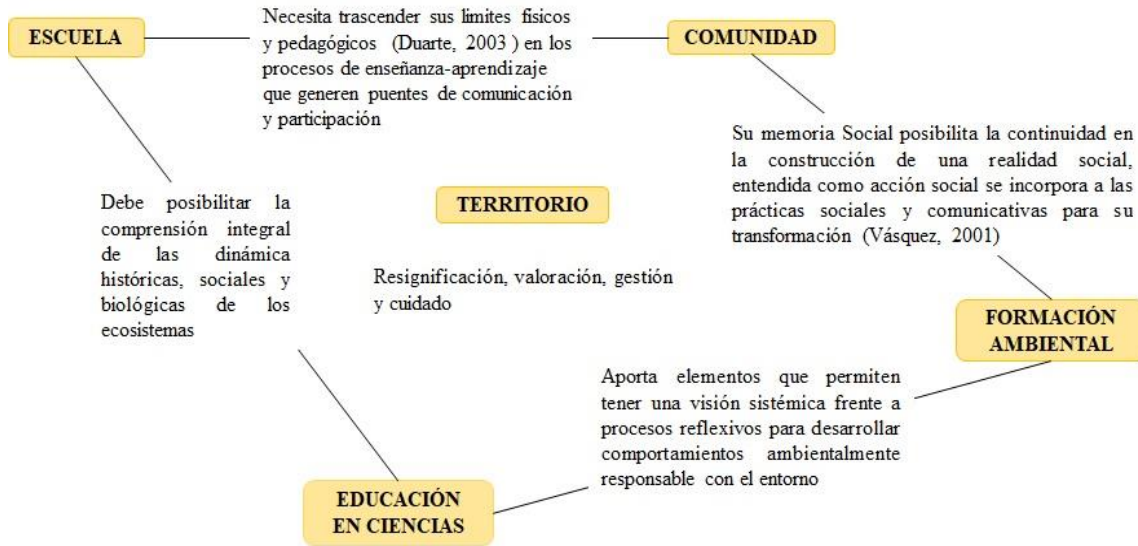 ESCUELA
Necesita trascender sus limites físicos
y pedagógicos (Duarte, 2003 ) en los
procesos de enseñanza-aprendizaje
que generen puentes de comunicación
y participación
COMUNIDAD
Su memoria Social posibilita la continuidad en
la construcción de una realidad social,
entendida como acción social se incorpora a las
prácticas sociales y comunicativas para su
transformación (Vásquez, 2001)
Debe posibilitar la
comprensión integral
de las dinámica
históricas, sociales y
biológicas de los
ecosistemas
TERRITORIO
Resignificación, valoración, gestión
y cuidado
FORMACIÓN
AMBIENTAL
Aporta elementos que permiten
tener una visión sistémica frente a
procesos reflexivos para desarrollar
comportamientos ambientalmente
responsable con el entorno
EDUCACIÓN
EN CIENCIAS